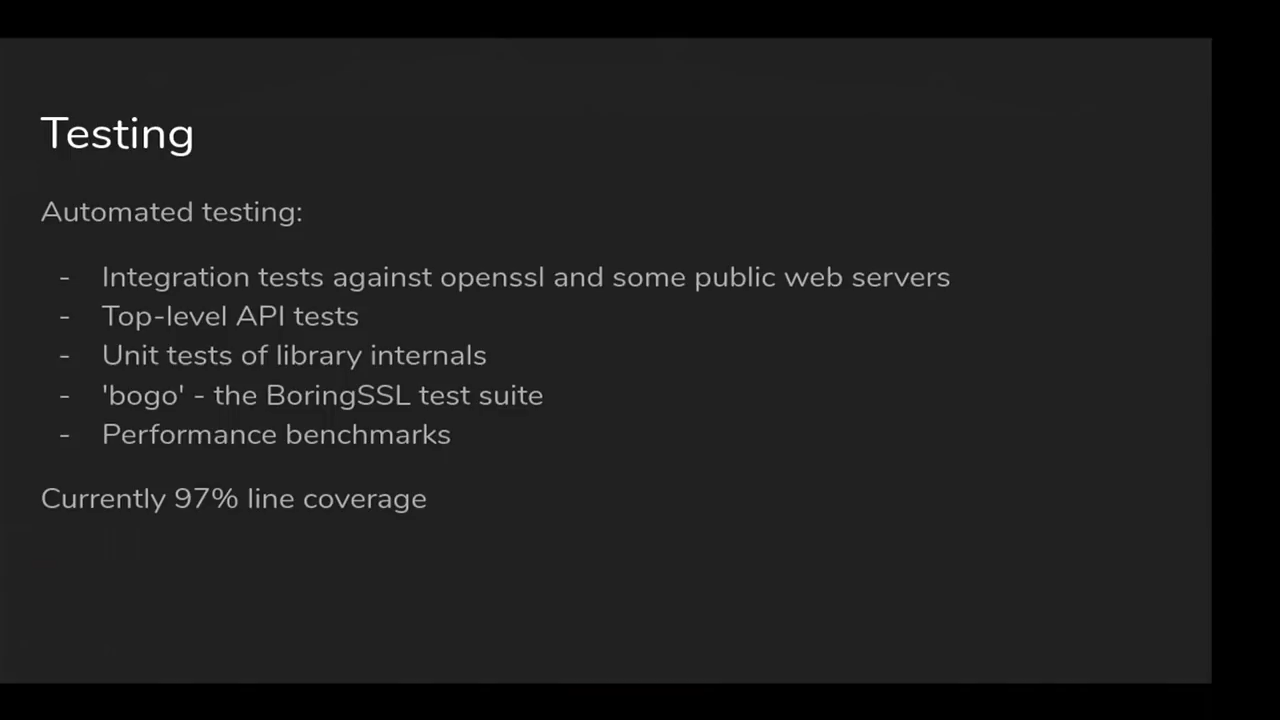 Testing
Automated testing:
- Integration tests against openssl and some public web servers
- Top-level API tests
- Unit tests of library internals
- 'bogo' - the BoringSSL test suite
- Performance benchmarks
Currently 97% line coverage